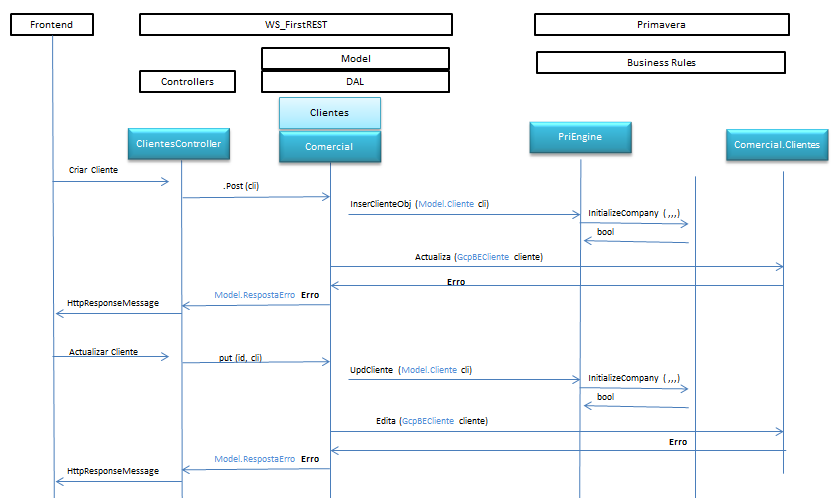 Frontend
WS_FirstREST
Primavera
Model
Business Rules
Controllers
DAL
Clientes
ClientesController
Comercial
PriEngine
Comercial.Clientes
Criar Cliente
.Post (cli)
InserClienteObj (Model.Cliente cli)
InitializeCompany ( ,,,)
bool
Actualiza (GcpBECliente cliente)
Erro
Model.RespostaErro Erro
HttpResponseMessage
Actualizar Cliente
put (id, cli)
UpdCliente (Model.Cliente cli)
InitializeCompany ( ,,,)
bool
Edita (GcpBECliente cliente)
Erro
Model.RespostaErro Erro
HttpResponseMessage